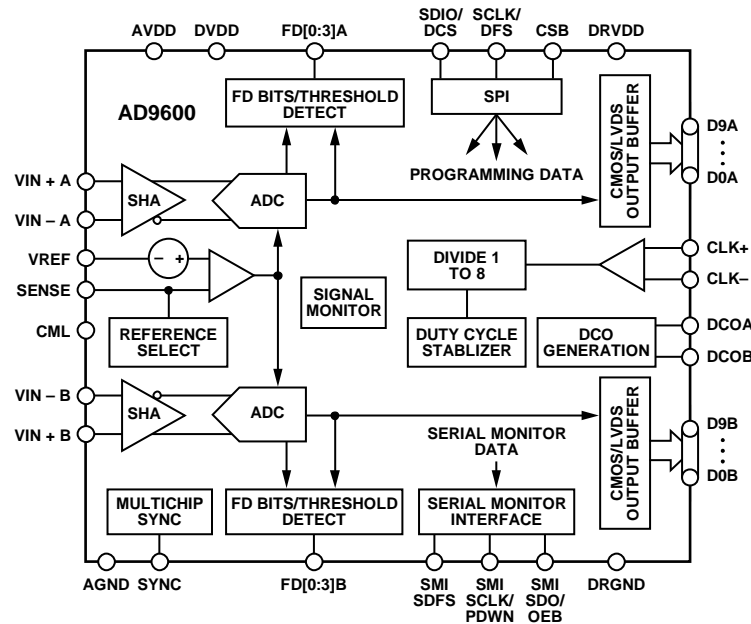 AVDD
DVDD
FD[0:3]A
SDIO/
DCS
SCLK/
DFS
CSB
DRVDD
AD9600
FD BITS/THRESHOLD
DETECT
SPI
PROGRAMMING DATA
CMOS/LVDS
OUTPUT BUFFER
D9A
D0A
VIN + A
VIN – A
SHA
ADC
VREF
SENSE
– +
CML
REFERENCE
SELECT
SIGNAL
MONITOR
DIVIDE 1
TO 8
DUTY CYCLE
STABLIZER
DCO
GENERATION
CLK+
CLK–
DCOA
DCOB
VIN – B
VIN + B
SHA
ADC
SERIAL MONITOR
DATA
CMOS/LVDS
OUTPUT BUFFER
D9B
D0B
MULTICHIP
SYNC
FD BITS/THRESHOLD
DETECT
SERIAL MONITOR
INTERFACE
AGND
SYNC
FD[0:3]B
SMI
SDFS
SMI
SCLK/
PDWN
SMI
SDO/
OEB
DRGND